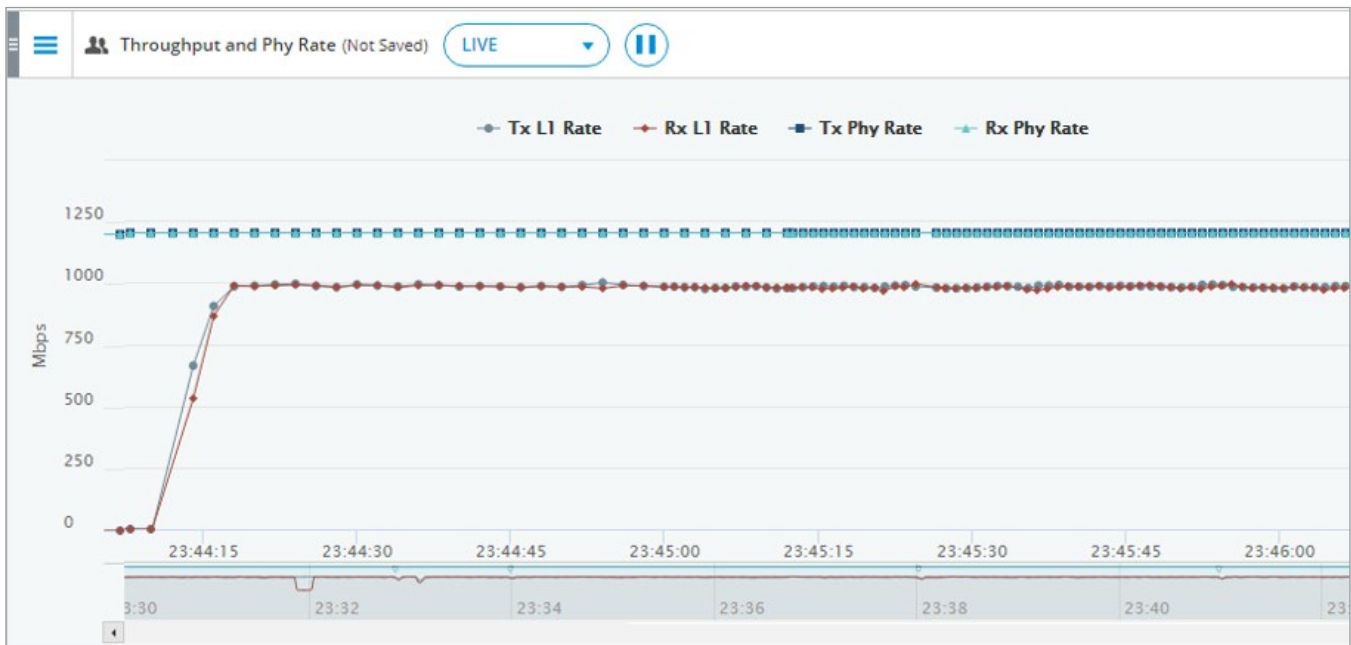 Throughput and Phy Rate (Not Saved) LIVE
Tx L1 Rate Rx L1 Rate Tx Phy Rate Rx Phy Rate
1250
1000
750
500
250
0
Mbps
23:44:15 23:44:30 23:44:45 23:45:00 23:45:15 23:45:30 23:45:45 23:46:00
3:30 23:32 23:34 23:36 23:38 23:40 23: